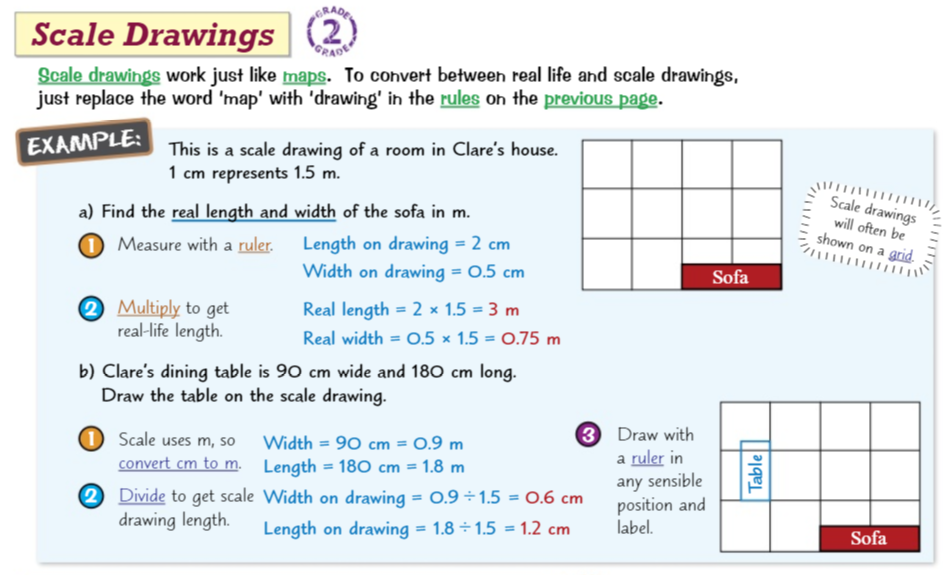 Scale Drawings
GRADE 2 GRADE
Scale drawings work just like maps. To convert between real life and scale drawings,
just replace the word 'map' with 'drawing' in the rules on the previous page.
EXAMPLE:
This is a scale drawing of a room in Clare's house.
1 cm represents 1.5 m.
a) Find the real length and width of the sofa in m.
1 Measure with a ruler.
Length on drawing = 2 cm
Width on drawing = 0.5 cm
2 Multiply to get
real-life length.
Real length = 2 × 1.5 = 3 m
Real width = 0.5 × 1.5 = 0.75 m
Sofa
Scale drawings
will often be
shown on a grid.
b) Clare's dining table is 90 cm wide and 180 cm long.
Draw the table on the scale drawing.
1 Scale uses m, so
convert cm to m.
Width = 90 cm = 0.9 m
Length = 180 cm = 1.8 m
2 Divide to get scale
drawing length.
Width on drawing = 0.9 ÷ 1.5 = 0.6 cm
Length on drawing = 1.8 ÷ 1.5 = 1.2 cm
3 Draw with
a ruler in
any sensible
position and
label.
Table
Sofa